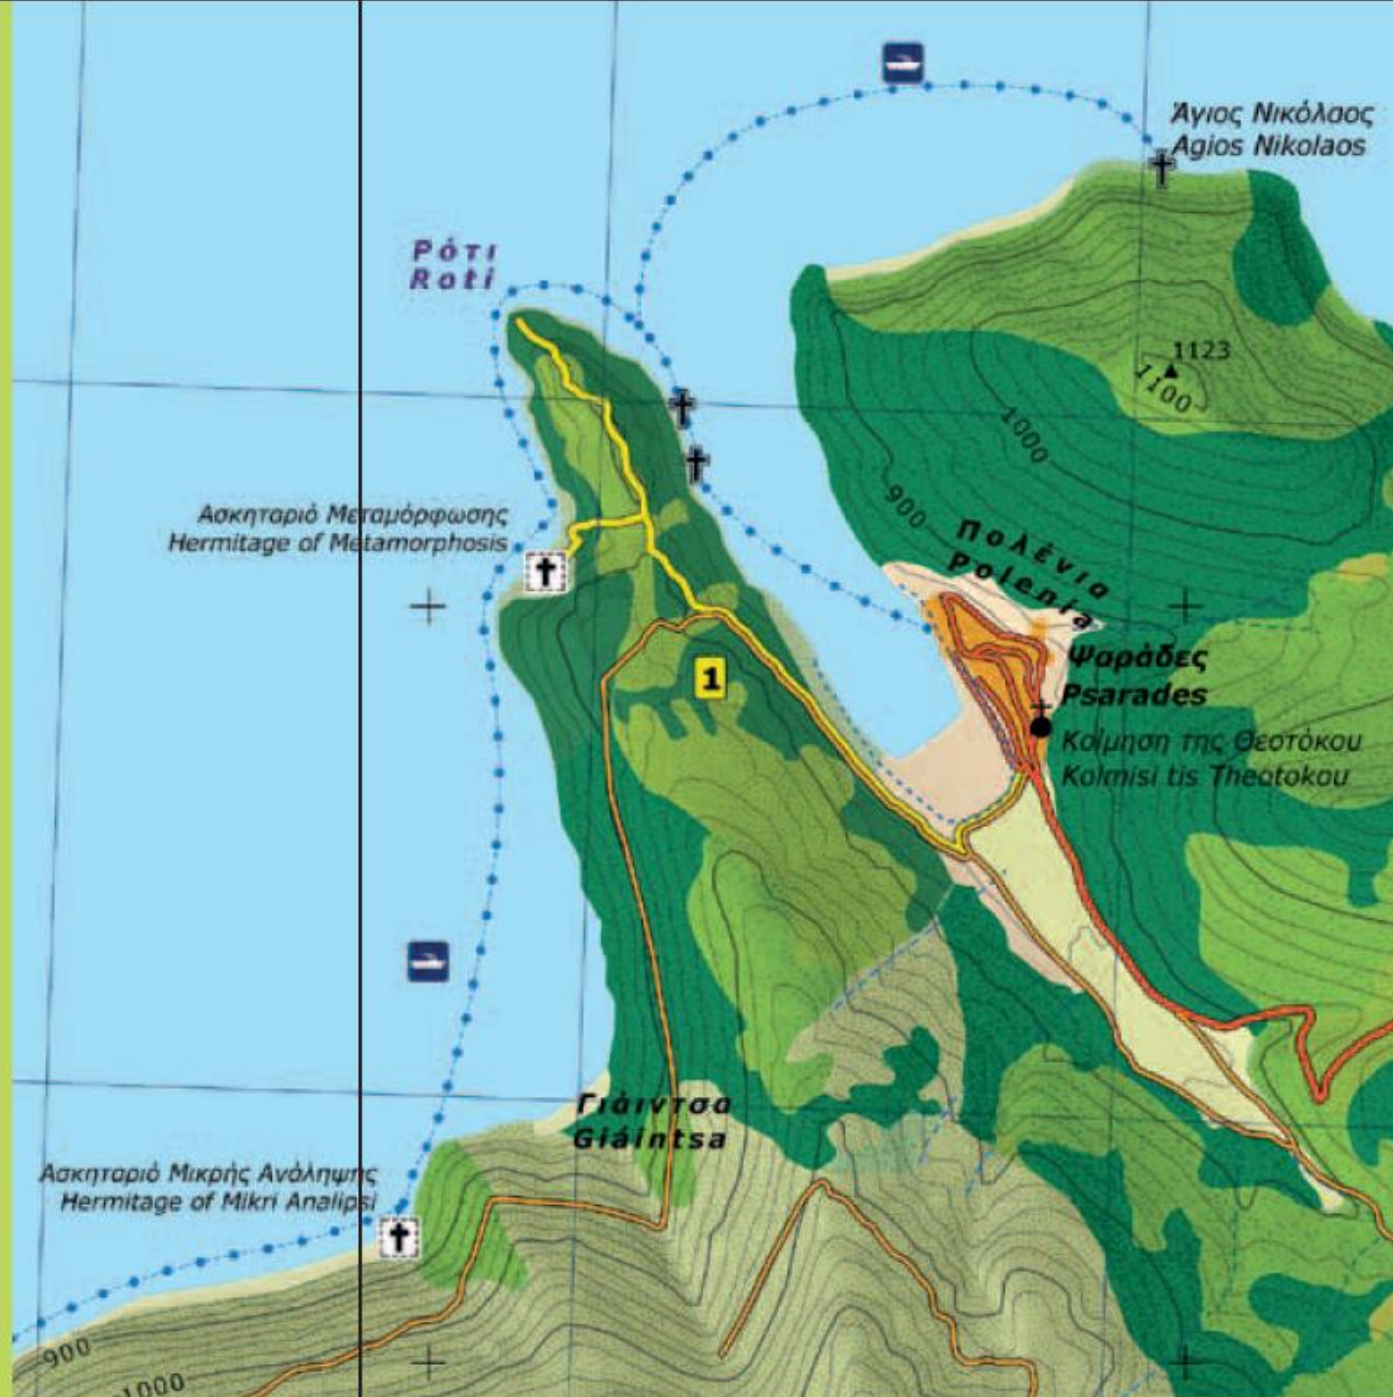 Άγιος Νικόλαος
Agios Nikolaos
Ρότι
Roti
1123
1100
1000
900
Ασκηταριό Μεταμόρφωσης
Hermitage of Metamorphosis
Πολένια
Polenia
Ψαράδες
Psarades
1
Κοίμηση της Θεοτόκου
Kolmisi tis Theotokou
Γιάιντσα
Giáintsa
Ασκηταριό Μικρής Ανάληψης
Hermitage of Mikri Analipsi
900
1000